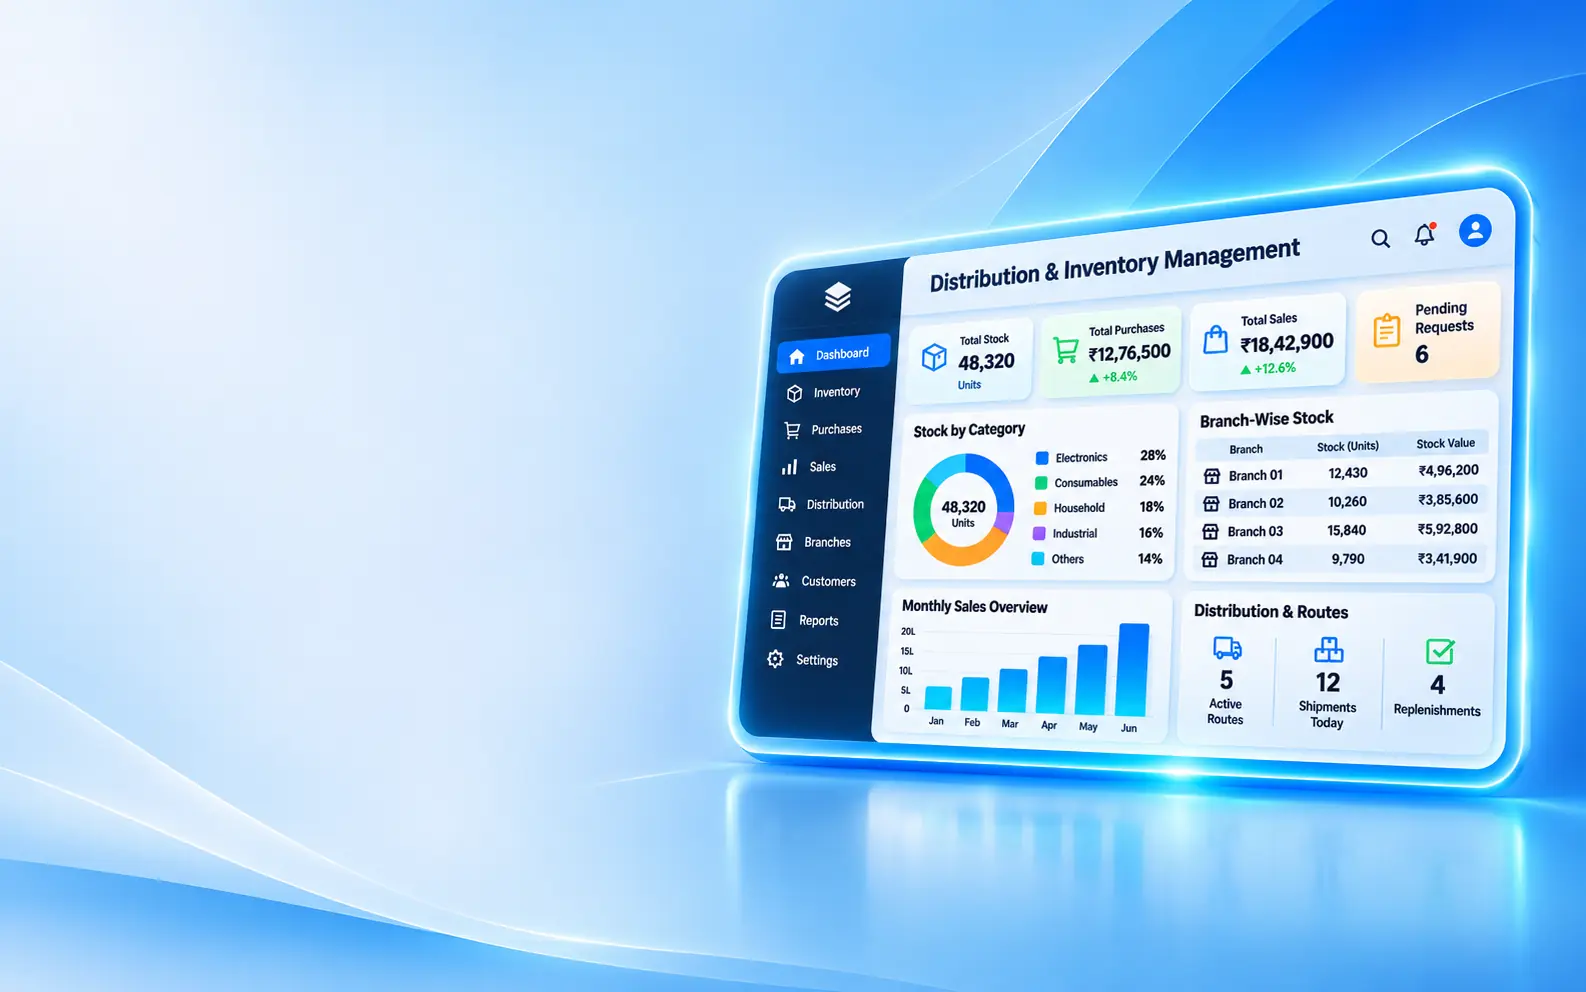 Distribution & Inventory Management
Dashboard
Inventory
Purchases
Sales
Distribution
Branches
Customers
Reports
Settings
Total Stock
48,320
Units
Total Purchases
₹12,76,500
▲ +8.4%
Total Sales
₹18,42,900
▲ +12.6%
Pending
Requests
6
Stock by Category
48,320
Units
Electronics 28%
Consumables 24%
Household 18%
Industrial 16%
Others 14%
Branch-Wise Stock
Branch Stock (Units) Stock Value
Branch 01 12,430 ₹4,96,200
Branch 02 10,260 ₹3,85,600
Branch 03 15,840 ₹5,92,800
Branch 04 9,790 ₹3,41,900
Monthly Sales Overview
20L
15L
10L
5L
0
Jan Feb Mar Apr May Jun
Distribution & Routes
5
Active
Routes
12
Shipments
Today
4
Replenishments